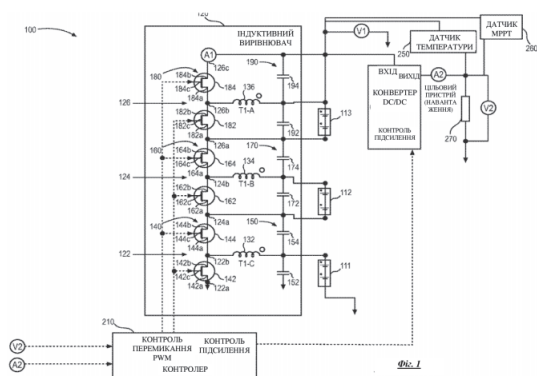 100
120
ІНДУКТИВНИЙ
ВИРІВНЮВАЧ
A1
V1
ДАТЧИК
MPPT
260
ДАТЧИК
ТЕМПЕРАТУРИ
250
126c
190
180
184b
184c
184
184a
136
194
T1-A
126
126b
182b
182c
182
182a
192
113
ВХІД
ВИХІД
КОНВЕРТЕР
DC/DC
КОНТРОЛЬ
ПІДСИЛЕННЯ
A2
ЦІЛЬОВИЙ
ПРИСТРІЙ
(НАВАНТА
ЖЕННЯ)
270
V2
126a
160
164b
164c
164
164a
170
174
134
T1-B
124
124b
162b
162c
162
162a
172
112
124a
140
144b
144c
144
144a
150
154
132
T1-C
122
122b
142b
142c
142
142a
122a
152
111
210
КОНТРОЛЬ
ПЕРЕМИКАННЯ
PWM
КОНТРОЛЬ
ПІДСИЛЕННЯ
КОНТРОЛЕР
V2
A2
Фіг. 1